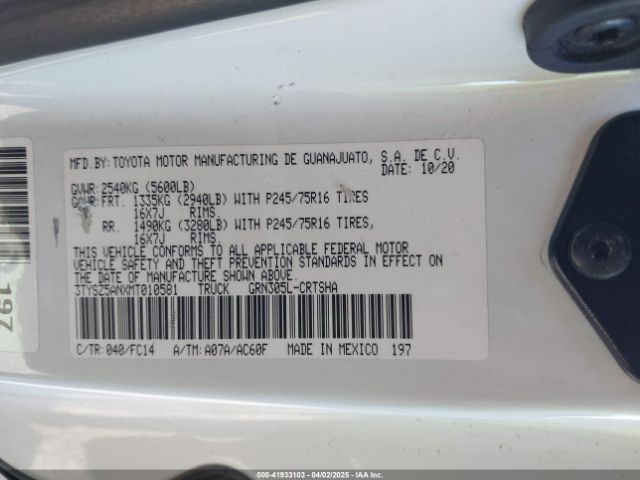 MFD.BY:TOYOTA MOTOR MANUFACTURING DE GUANAJUATO, S.A. DE C.V.
DATE: 10/20
GVWR:2540KG (5600LB)
GAWR:FRT. 1335KG (2940LB) WITH P245/75R16 TIRES
16X7J RIMS,
RR. 1490KG (3280LB) WITH P245/75R16 TIRES,
16X7J RIMS,
THIS VEHICLE CONFORMS TO ALL APPLICABLE FEDERAL MOTOR
VEHICLE SAFETY AND THEFT PREVENTION STANDARDS IN EFFECT ON
THE DATE OF MANUFACTURE SHOWN ABOVE.
3TYSZ5ANXMT010581 TRUCK GRN305L-CRTSHA
C/TR:040/FC14 A/TM:A07A/AC60F MADE IN MEXICO 197
197
000-41933103 - 04/02/2025 - IAA, Inc.